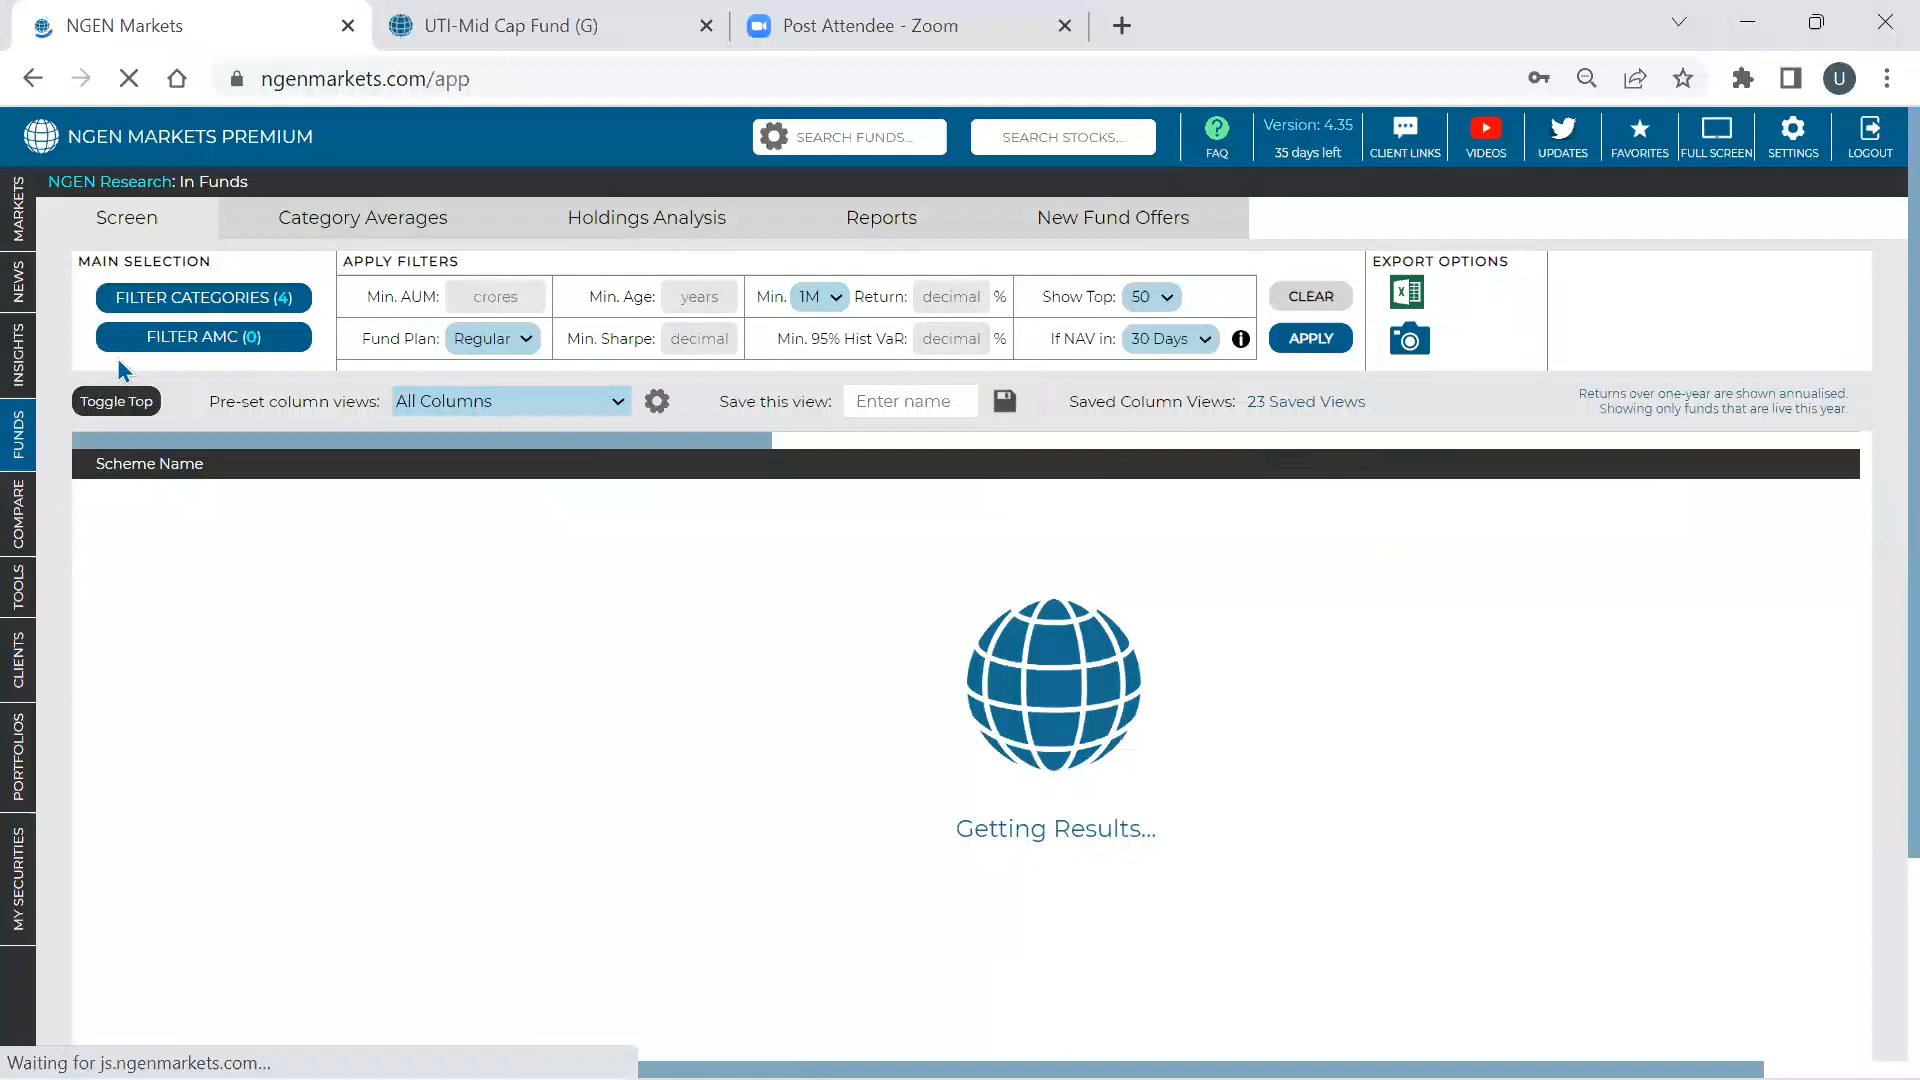 NGEN Markets
UTI-Mid Cap Fund (G)
Post Attendee - Zoom
ngenmarkets.com/app
U
NGEN MARKETS PREMIUM
SEARCH FUNDS...
SEARCH STOCKS...
?
FAQ
Version: 4.35
35 days left
CLIENT LINKS
VIDEOS
UPDATES
FAVORITES
FULL SCREEN
SETTINGS
LOGOUT
NGEN Research: In Funds
MARKETS
NEWS
INSIGHTS
FUNDS
COMPARE
TOOLS
CLIENTS
PORTFOLIOS
MY SECURITIES
Screen
Category Averages
Holdings Analysis
Reports
New Fund Offers
MAIN SELECTION
FILTER CATEGORIES (4)
FILTER AMC (0)
APPLY FILTERS
Min. AUM: crores
Min. Age: years
Min. 1M Return: decimal %
Show Top: 50
CLEAR
Fund Plan: Regular
Min. Sharpe: decimal
Min. 95% Hist VaR: decimal %
If NAV in: 30 Days
APPLY
EXPORT OPTIONS
Toggle Top
Pre-set column views: All Columns
Save this view: Enter name
Saved Column Views: 23 Saved Views
Returns over one-year are shown annualised.
Showing only funds that are live this year.
Scheme Name
Getting Results...
Waiting for js.ngenmarkets.com...